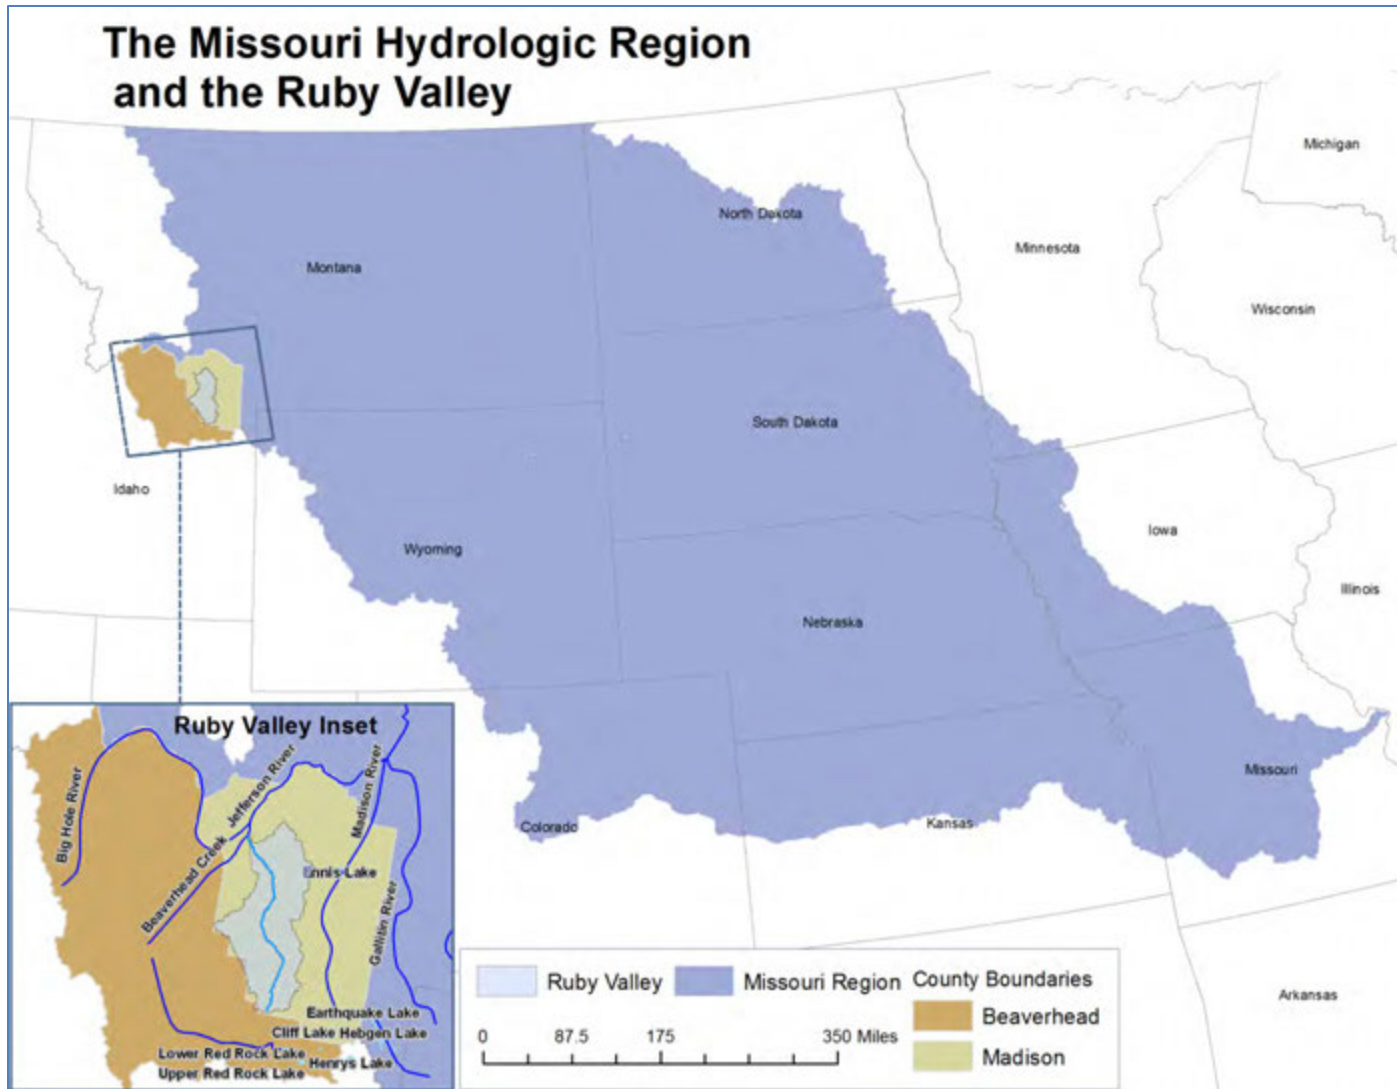 The Missouri Hydrologic Region
and the Ruby Valley
Michigan
North Dakota
Minnesota
Montana
Wisconsin
South Dakota
Idaho
Iowa
Wyoming
Illinois
Nebraska
Missouri
Colorado
Kansas
Arkansas
Ruby Valley Inset
Big Hole River
Jefferson River
Madison River
Beaverhead Creek
Ennis Lake
Gallitin River
Earthquake Lake
Cliff Lake Hebgen Lake
Lower Red Rock Lake
Henrys Lake
Upper Red Rock Lake
Ruby Valley
Missouri Region
County Boundaries
Beaverhead
Madison
0 87.5 175 350 Miles